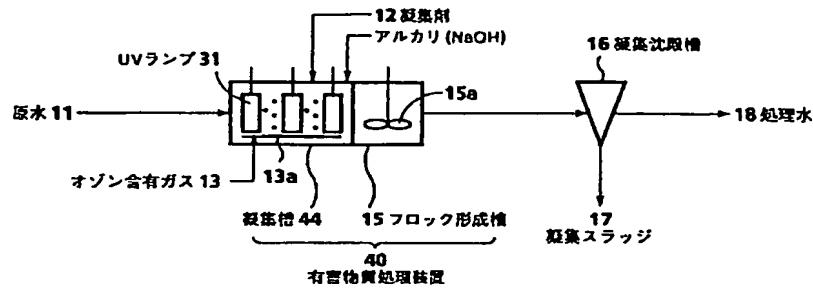 12 凝集剤
アルカリ (NaOH)
UVランプ 31
16 凝集沈殿槽
15a
原水 11
18 処理水
13a
オゾン含有ガス 13
凝集槽 44
15 フロック形成槽
17
凝集スラッジ
40
有害物質処理装置